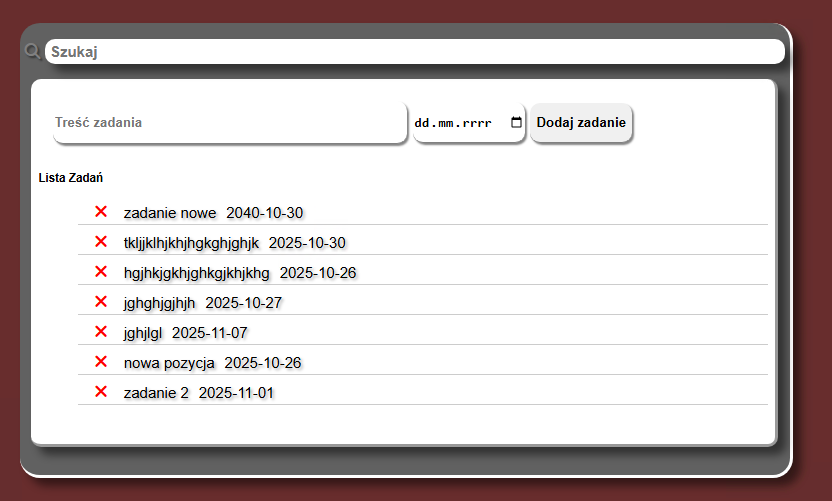 Szukaj
Treść zadania dd.mm.rrrr Dodaj zadanie
Lista Zadań
zadanie nowe 2040-10-30
tkljjklhjkhjhgkghjghjk 2025-10-30
hgjhkjgkhjghkgjkhjkhg 2025-10-26
jghghjgjhjh 2025-10-27
jghjlgl 2025-11-07
nowa pozycja 2025-10-26
zadanie 2 2025-11-01